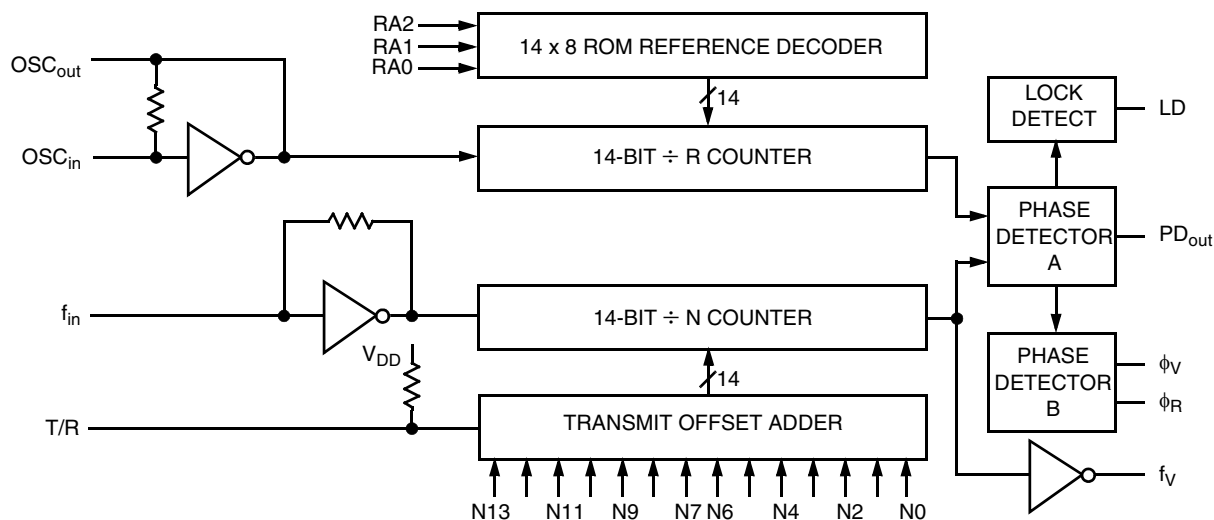 RA2
RA1
RA0
14 x 8 ROM REFERENCE DECODER
OSCout
14
LOCK
DETECT
LD
OSCin
14-BIT ÷ R COUNTER
PHASE
DETECTOR
A
PDout
fin
14-BIT ÷ N COUNTER
VDD
14
PHASE
DETECTOR
B
ϕV
ϕR
T/R
TRANSMIT OFFSET ADDER
fV
N13 N11 N9 N7 N6 N4 N2 N0